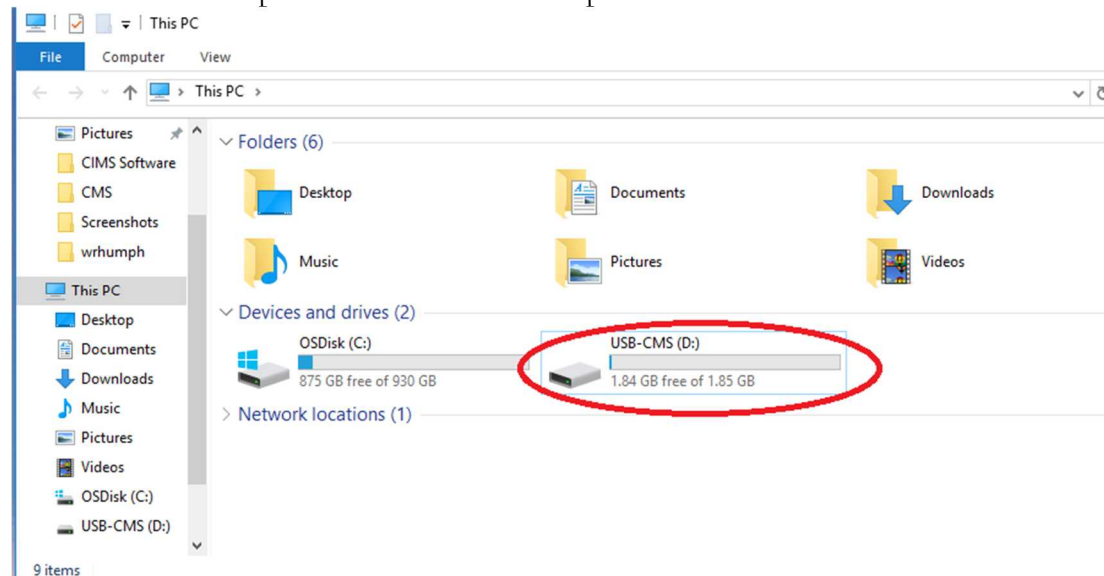 This PC
File Computer View
This PC
Pictures
CIMS Software
CMS
Screenshots
wrhumph
This PC
Desktop
Documents
Downloads
Music
Pictures
Videos
OSDisk (C:)
USB-CMS (D:)
Folders (6)
Desktop Documents Downloads
Music Pictures Videos
Devices and drives (2)
OSDisk (C:) USB-CMS (D:)
875 GB free of 930 GB 1.84 GB free of 1.85 GB
Network locations (1)
9 items